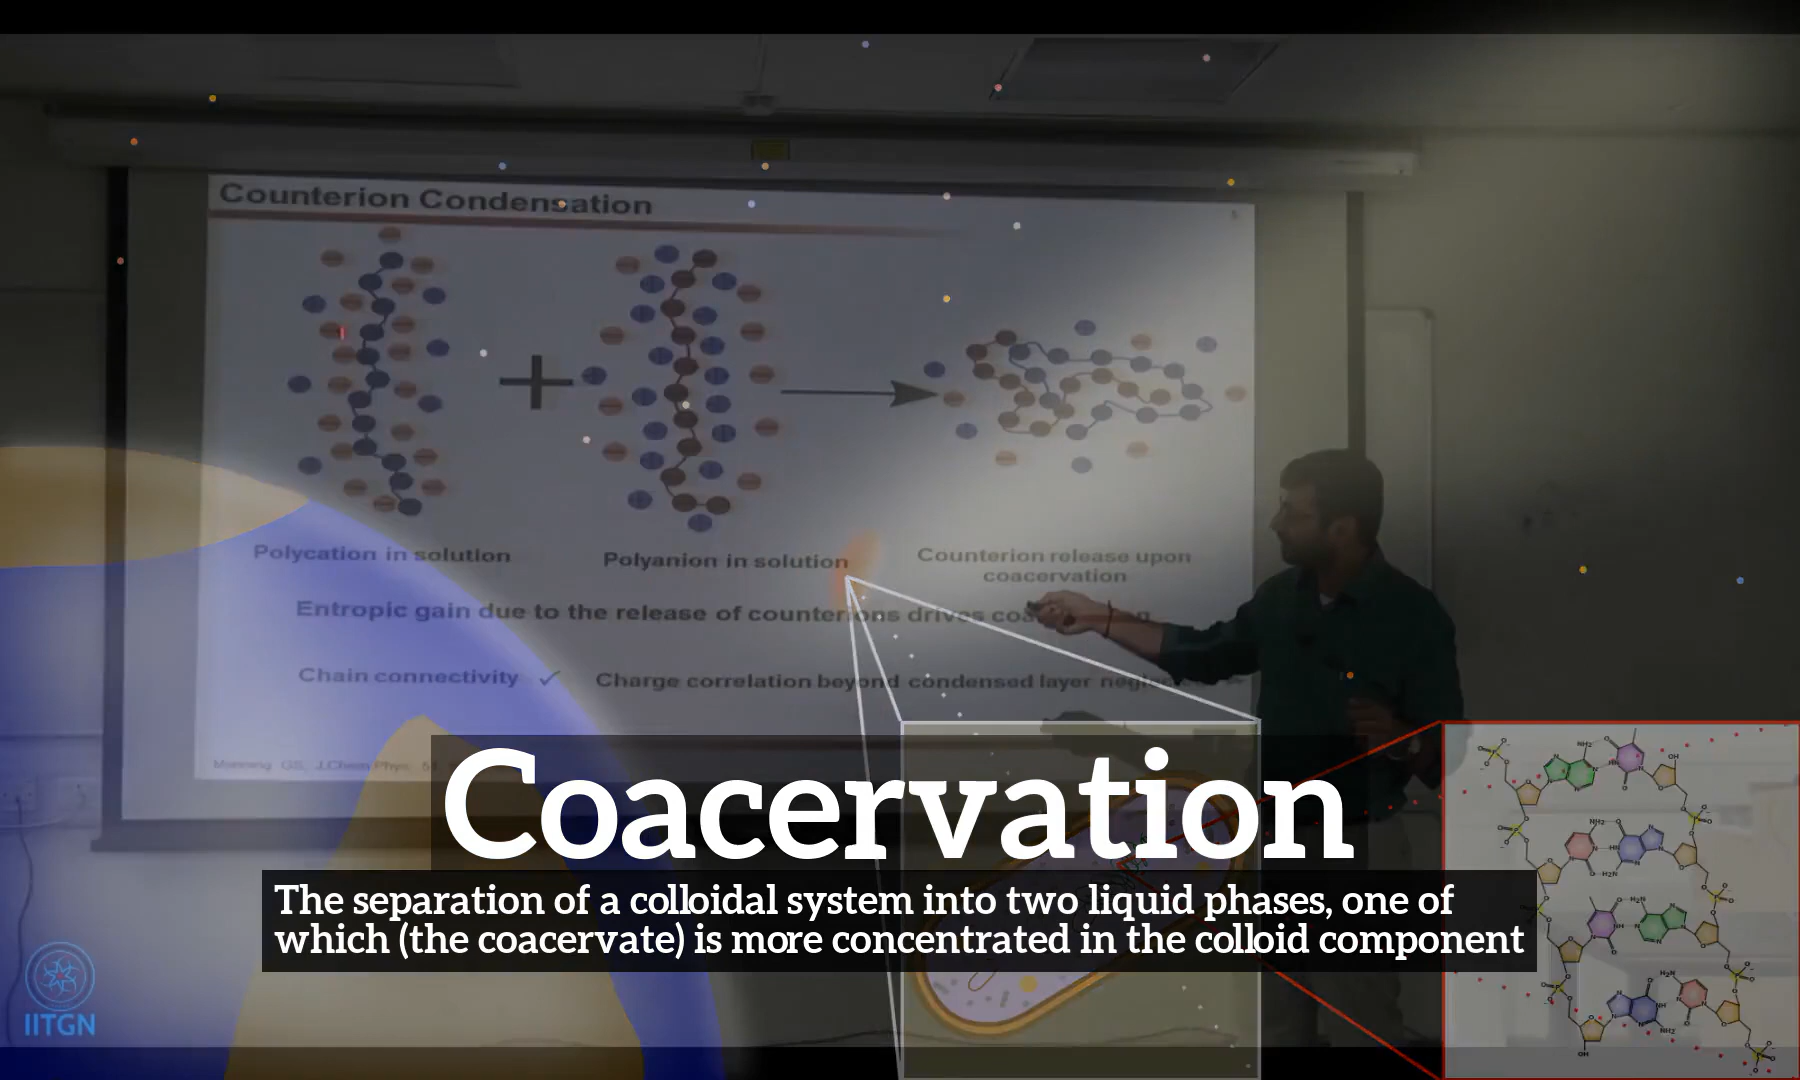 Counterion Condensation
Polycation in solution
Polyanion in solution
Counterion release upon
coacervation
Entropic gain due to the release of counterions drives
Chain connectivity ✓
Charge correlation beyond condensed layer
Coacervation
The separation of a colloidal system into two liquid phases, one of
which (the coacervate) is more concentrated in the colloid component
IITGN